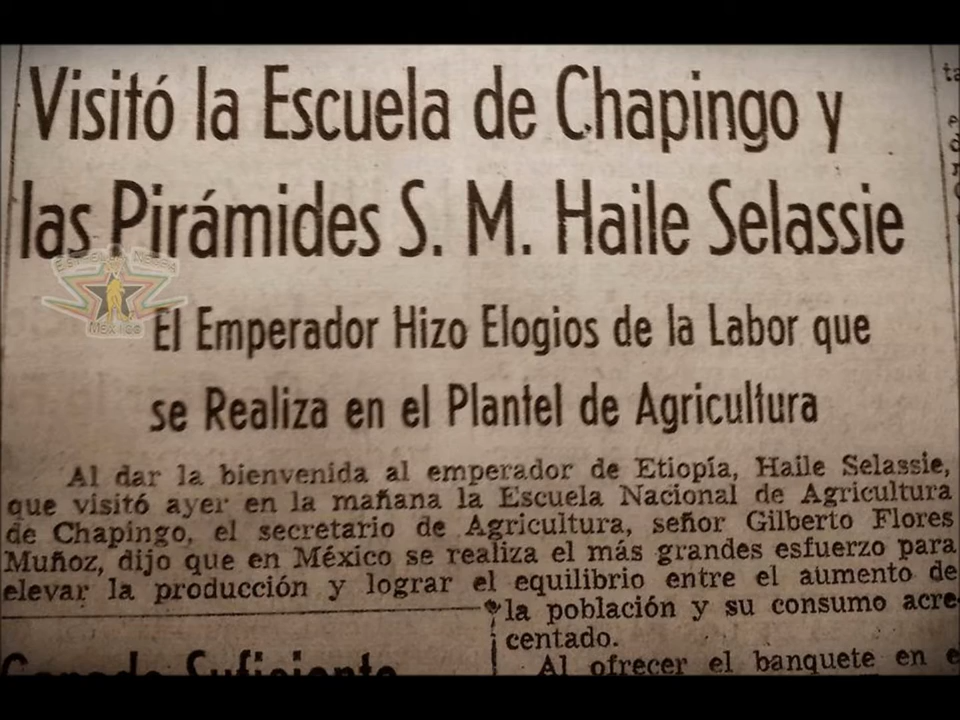 Visitó la Escuela de Chapingo y
las Pirámides S. M. Haile Selassie
El Emperador Hizo Elogios de la Labor que
se Realiza en el Plantel de Agricultura
Al dar la bienvenida al emperador de Etiopía, Haile Selassie,
que visitó ayer en la mañana la Escuela Nacional de Agricultura
de Chapingo, el secretario de Agricultura, señor Gilberto Flores
Muñoz, dijo que en México se realiza el más grandes esfuerzo para
elevar la producción y lograr el equilibrio entre el aumento de
la población y su consumo acre
centado.
Al ofrecer el banquete en e
Suficiente
México